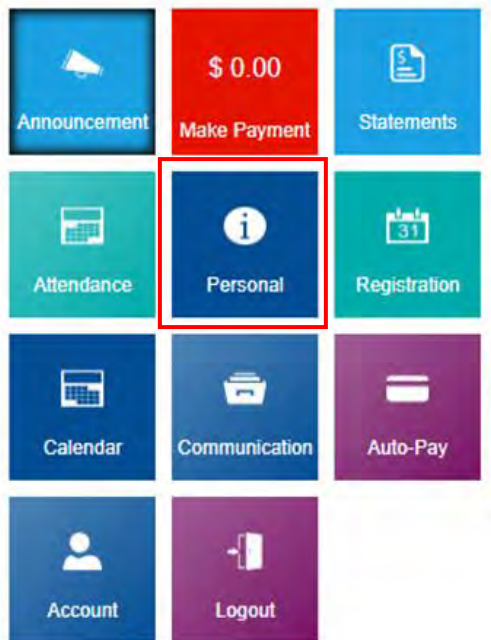 $ 0.00
Announcement
Make Payment
Statements
31
Attendance
Personal
Registration
Calendar
Communication
Auto-Pay
Account
Logout